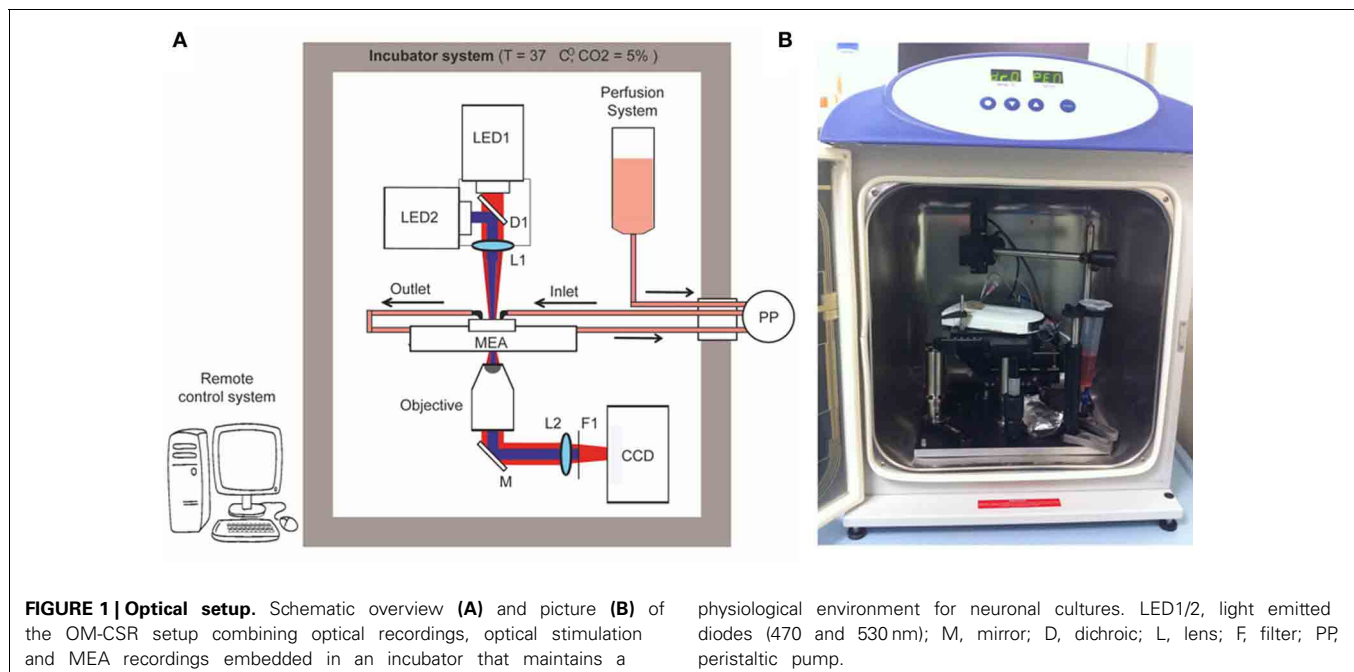 A
B
Incubator system (T = 37 C,O CO2 = 5% )
Perfusion
System
LED1
LED2
D1
L1
Outlet
Inlet
PP
MEA
Remote
control system
Objective
L2 F1
CCD
M
FIGURE 1 | Optical setup. Schematic overview (A) and picture (B) of
the OM-CSR setup combining optical recordings, optical stimulation
and MEA recordings embedded in an incubator that maintains a
physiological environment for neuronal cultures. LED1/2, light emitted
diodes (470 and 530 nm); M, mirror; D, dichroic; L, lens; F, filter; PP,
peristaltic pump.